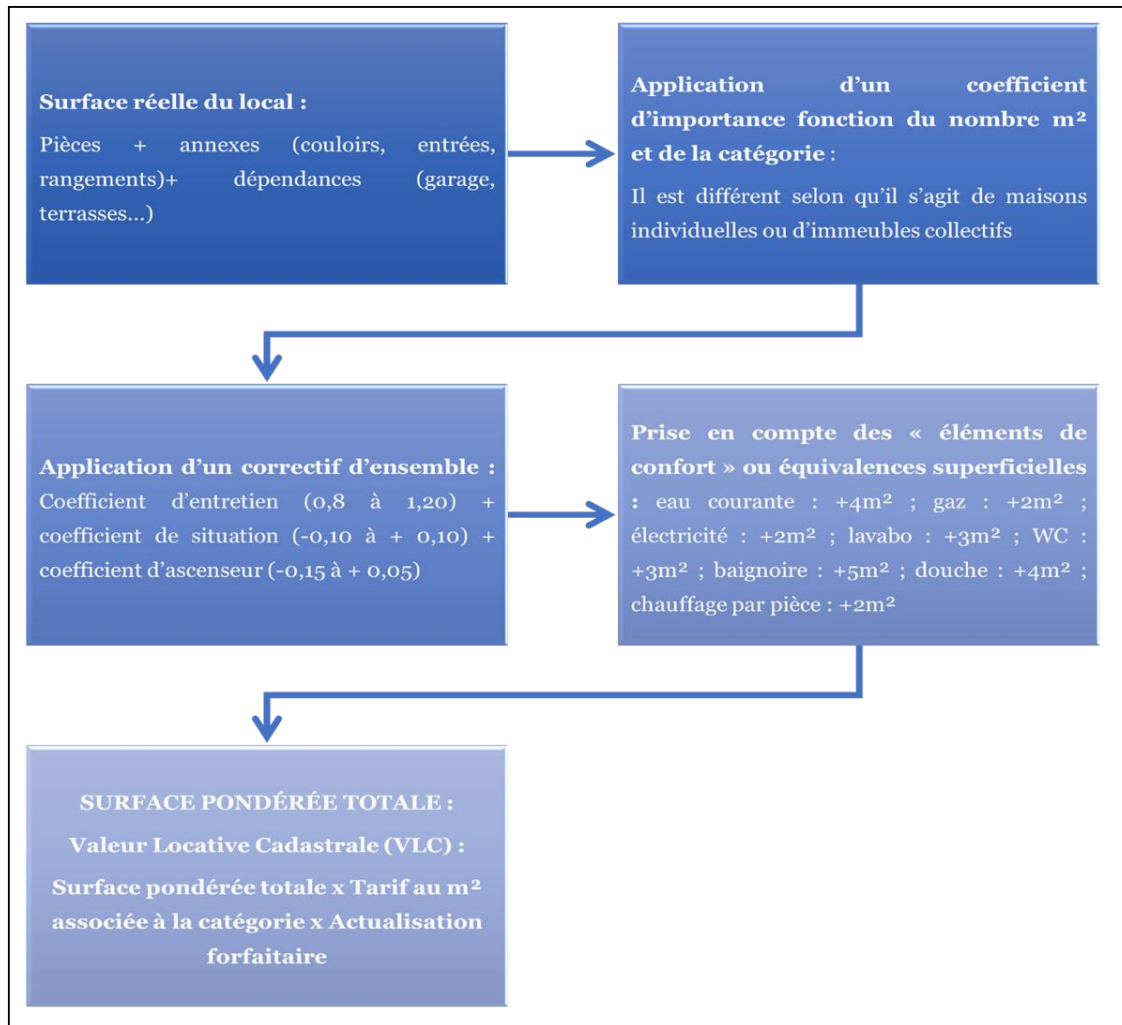 Surface réelle du local :
Pièces + annexes (couloirs, entrées,
rangements)+ dépendances (garage,
terrasses...)
Application d'un coefficient
d'importance fonction du nombre m²
et de la catégorie :
Il est différent selon qu'il s'agit de maisons
individuelles ou d'immeubles collectifs
Application d'un correctif d'ensemble :
Coefficient d'entretien (0,8 à 1,20) +
coefficient de situation (-0,10 à + 0,10) +
coefficient d'ascenseur (-0,15 à + 0,05)
Prise en compte des « éléments de
confort » ou équivalences superficielles
: eau courante : +4m² ; gaz : +2m² ;
électricité : +2m² ; lavabo : +3m² ; WC :
+3m² ; baignoire : +5m² ; douche : +4m² ;
chauffage par pièce : +2m²
SURFACE PONDÉRÉE TOTALE :
Valeur Locative Cadastrale (VLC) :
Surface pondérée totale x Tarif au m²
associée à la catégorie x Actualisation
forfaitaire